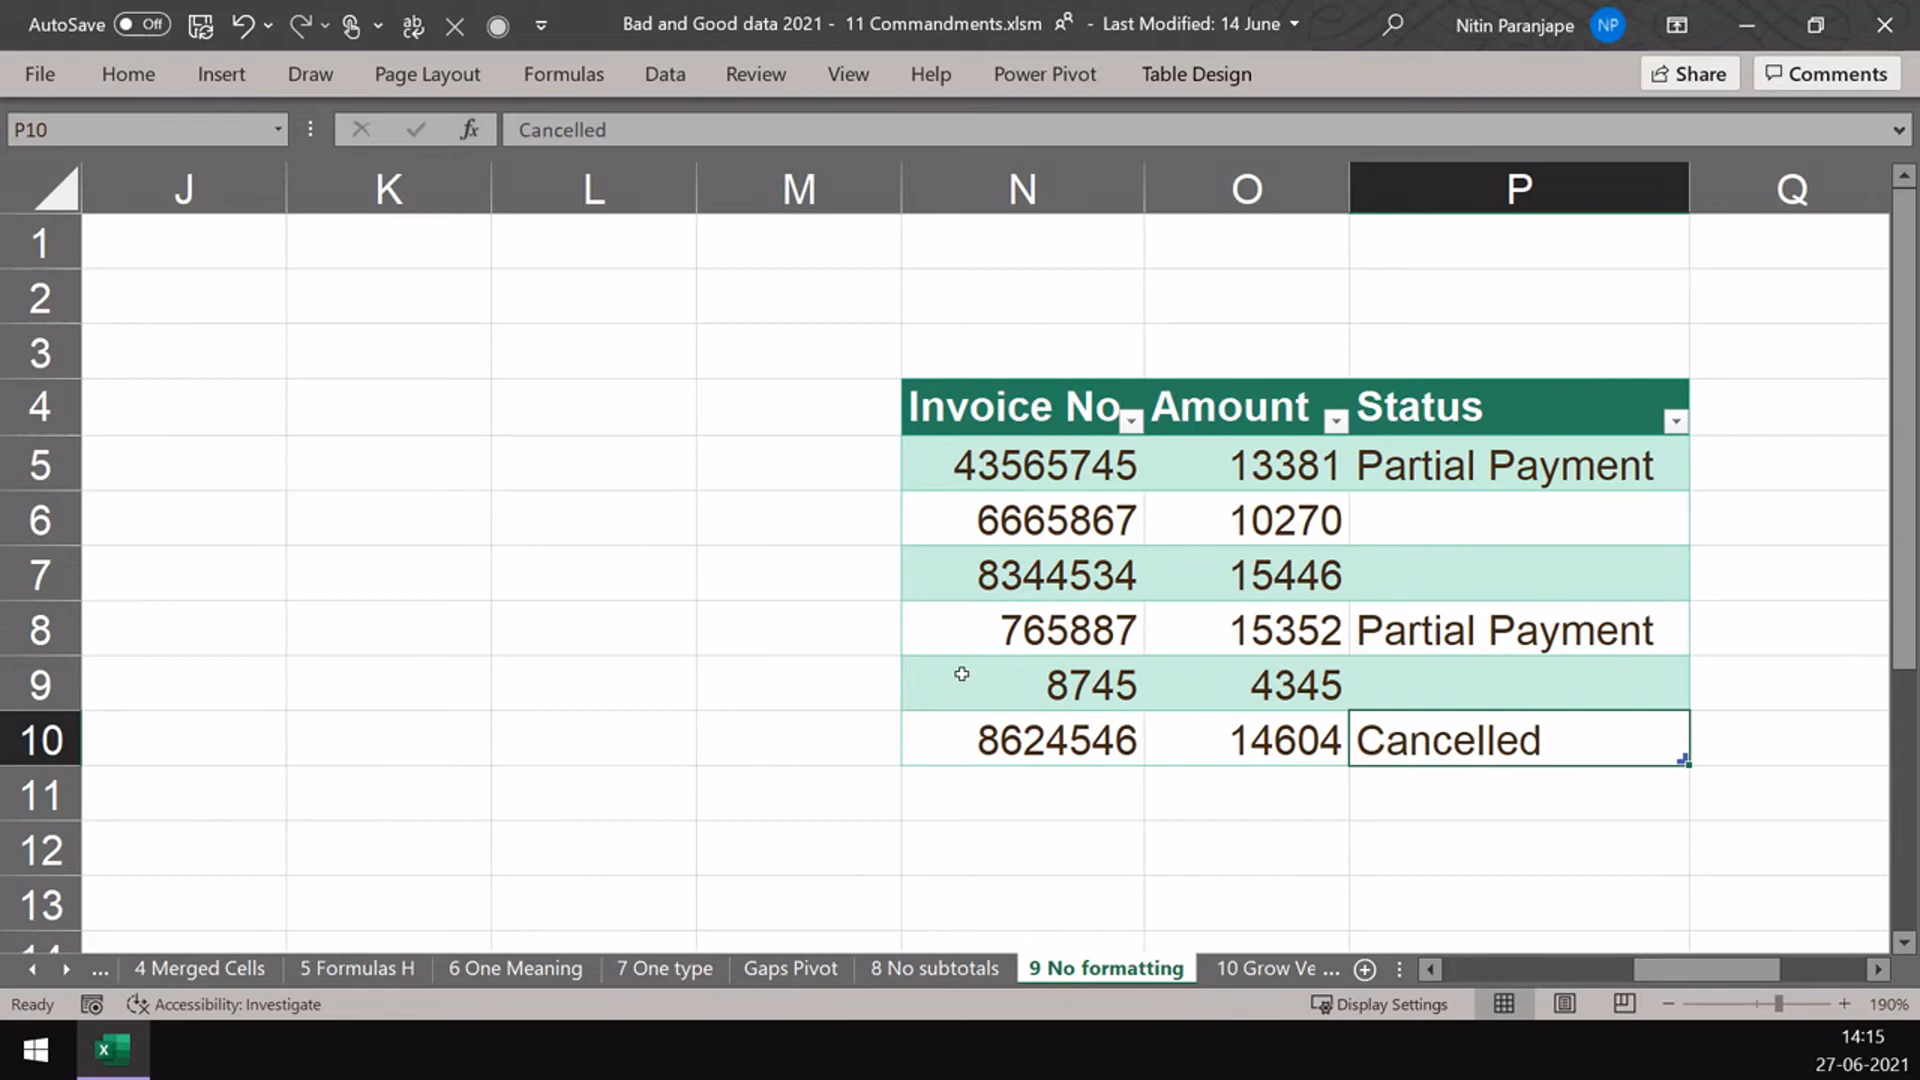 AutoSave Off Bad and Good data 2021 - 11 Commandments.xlsm - Last Modified: 14 June Nitin Paranjape NP
File Home Insert Draw Page Layout Formulas Data Review View Help Power Pivot Table Design Share Comments
P10 fx Cancelled
J K L M N O P Q
1
2
3
4 Invoice No Amount Status
5 43565745 13381 Partial Payment
6 6665867 10270
7 8344534 15446
8 765887 15352 Partial Payment
9 8745 4345
10 8624546 14604 Cancelled
11
12
13
14
... 4 Merged Cells 5 Formulas H 6 One Meaning 7 One type Gaps Pivot 8 No subtotals 9 No formatting 10 Grow Ve ...
Ready Accessibility: Investigate Display Settings 190%
14:15
27-06-2021